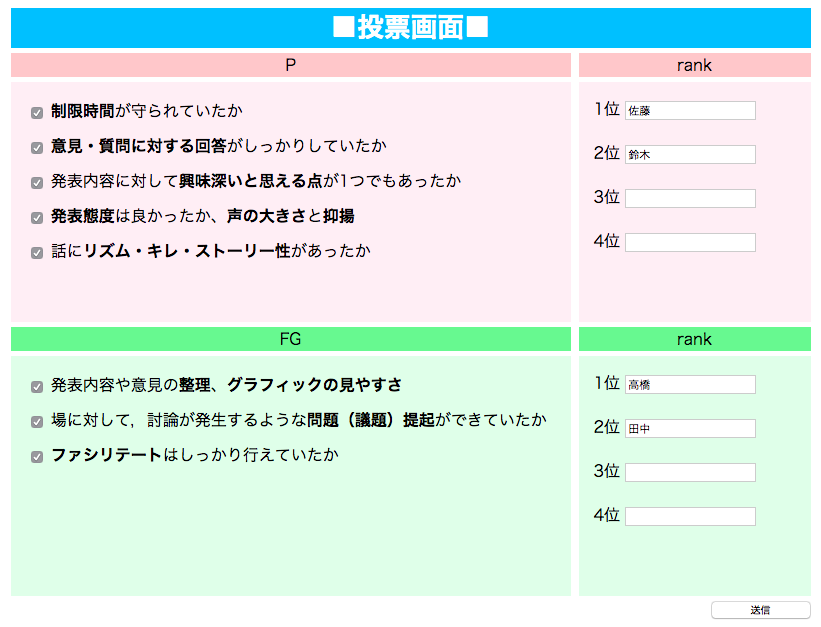 ■投票画面■
P
rank
制限時間が守られていたか
意見・質問に対する回答がしっかりしていたか
発表内容に対して興味深いと思える点が1つでもあったか
発表態度は良かったか、声の大きさと抑揚
話にリズム・キレ・ストーリー性があったか
1位 佐藤
2位 鈴木
3位
4位
FG
rank
発表内容や意見の整理、グラフィックの見やすさ
場に対して，討論が発生するような問題（議題）提起ができていたか
ファシリテートはしっかり行えていたか
1位 高橋
2位 田中
3位
4位
送信